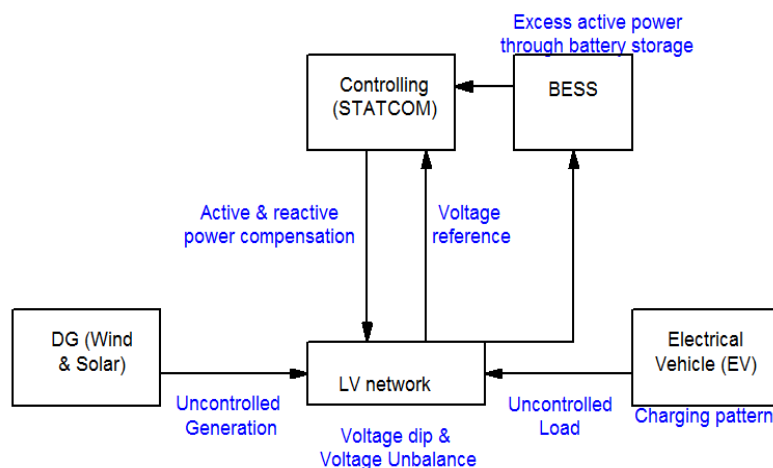 Excess active power
through battery storage
Controlling
(STATCOM)
BESS
Active & reactive
power compensation
Voltage
reference
DG (Wind
& Solar)
LV network
Electrical
Vehicle (EV)
Uncontrolled
Generation
Uncontrolled
Load
Charging pattern
Voltage dip &
Voltage Unbalance